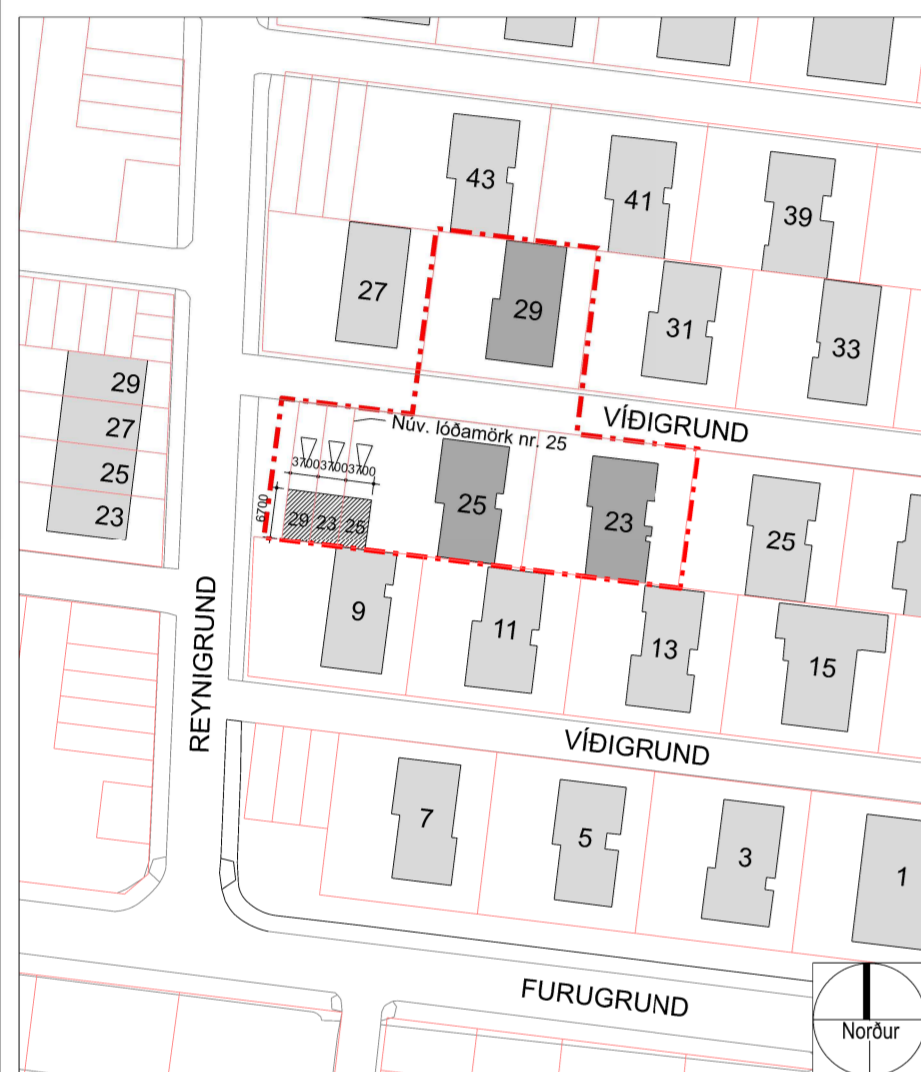 43
41
39
27
29
31
33
VÍÐIGRUND
Núv. lóðamörk nr. 25
3700 3700 3700
6700
29 23 25
25
23
25
29
27
25
23
9
11
13
15
REYNIGRUND
VÍÐIGRUND
7
5
3
1
FURUGRUND
Norður